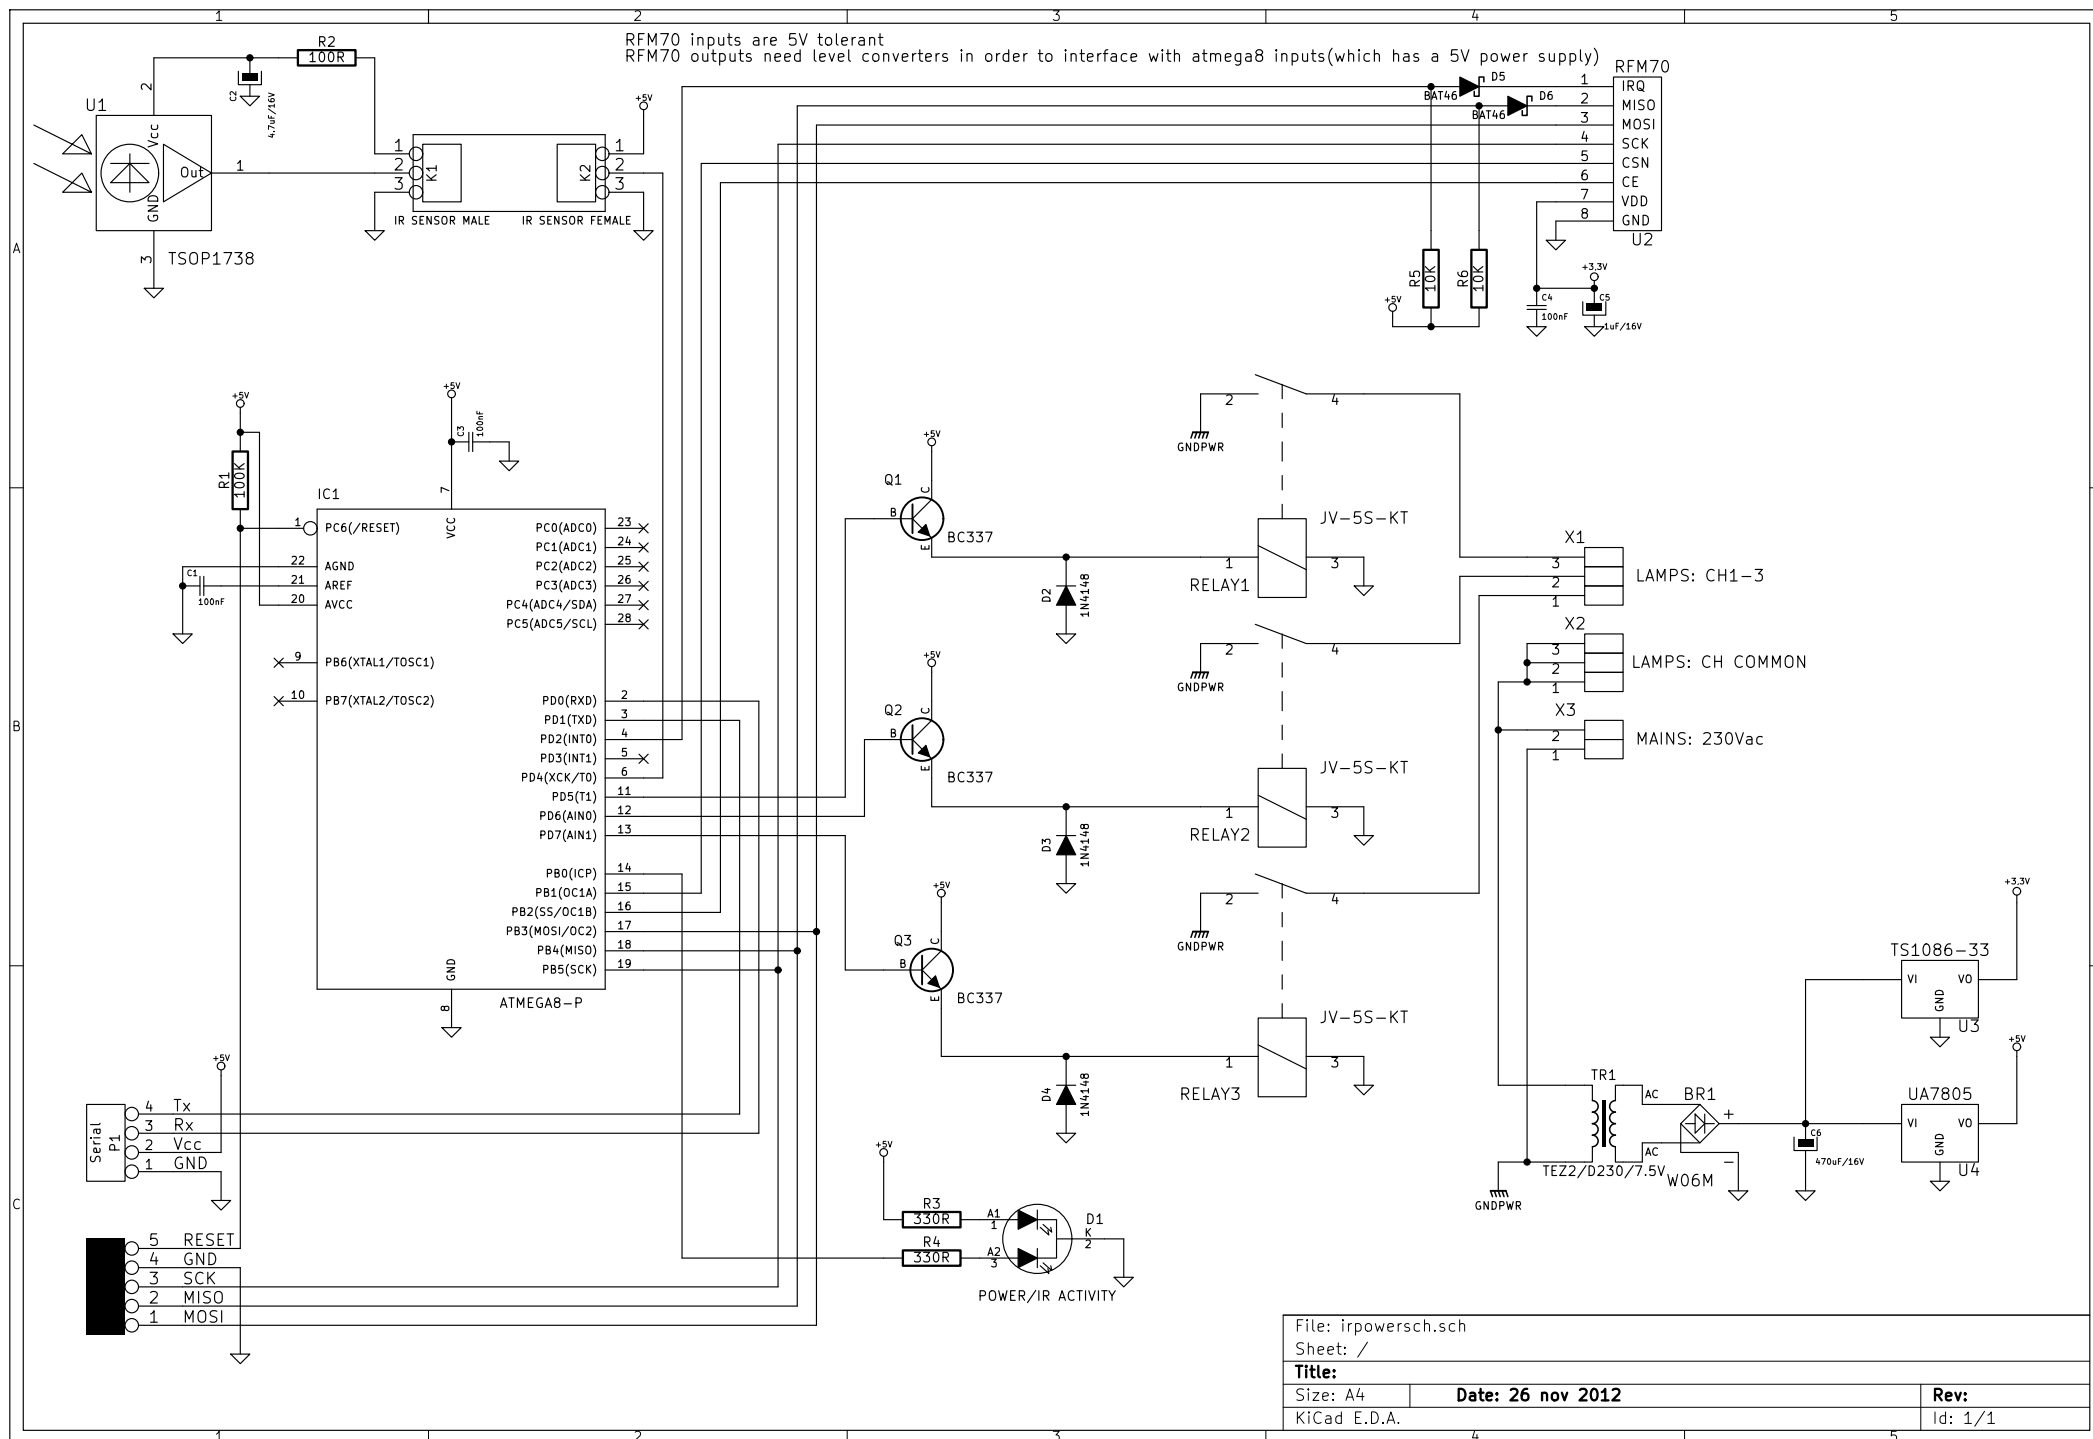 1 2 3 4 5
A
B
C
RFM70 inputs are 5V tolerant
RFM70 outputs need level converters in order to interface with atmega8 inputs(which has a 5V power supply)
U1
Vcc
Out
GND
2
1
3
TSOP1738
C2
4.7uF/16V
R2
100R
1
2
3
K1
IR SENSOR MALE
K2
1
2
3
IR SENSOR FEMALE
+5V
D5
BAT46
D6
BAT46
RFM70
1 IRQ
2 MISO
3 MOSI
4 SCK
5 CSN
6 CE
7 VDD
8 GND
U2
R5
10K
R6
10K
+5V
+3.3V
C4
100nF
C5
1uF/16V
+5V
R1
100K
+5V
C3
100nF
C1
100nF
IC1
7
VCC
1 PC6(/RESET)
22 AGND
21 AREF
20 AVCC
9 PB6(XTAL1/TOSC1)
10 PB7(XTAL2/TOSC2)
PC0(ADC0) 23
PC1(ADC1) 24
PC2(ADC2) 25
PC3(ADC3) 26
PC4(ADC4/SDA) 27
PC5(ADC5/SCL) 28
PD0(RXD) 2
PD1(TXD) 3
PD2(INT0) 4
PD3(INT1) 5
PD4(XCK/T0) 6
PD5(T1) 11
PD6(AIN0) 12
PD7(AIN1) 13
PB0(ICP) 14
PB1(OC1A) 15
PB2(SS/OC1B) 16
PB3(MOSI/OC2) 17
PB4(MISO) 18
PB5(SCK) 19
GND
8
ATMEGA8-P
+5V
Q1
B
C
E
BC337
D2
1N4148
2
4
GNDPWR
JV-5S-KT
1
3
RELAY1
+5V
Q2
B
C
E
BC337
D3
1N4148
2
4
GNDPWR
JV-5S-KT
1
3
RELAY2
+5V
Q3
B
C
E
BC337
D4
1N4148
2
4
GNDPWR
JV-5S-KT
1
3
RELAY3
X1
3
2
1
LAMPS: CH1-3
X2
3
2
1
LAMPS: CH COMMON
X3
2
1
MAINS: 230Vac
+3.3V
TS1086-33
VI
VO
GND
U3
+5V
UA7805
VI
VO
GND
U4
TR1
TEZ2/D230/7.5V
AC
AC
BR1
+
-
W06M
C6
470uF/16V
GNDPWR
+5V
Serial
P1
4 Tx
3 Rx
2 Vcc
1 GND
5 RESET
4 GND
3 SCK
2 MISO
1 MOSI
+5V
R3
330R
R4
330R
A1
1
A2
3
D1
K
2
POWER/IR ACTIVITY
File: irpowersch.sch
Sheet: /
Title:
Size: A4
Date: 26 nov 2012
Rev:
KiCad E.D.A.
Id: 1/1
2 3 4 5